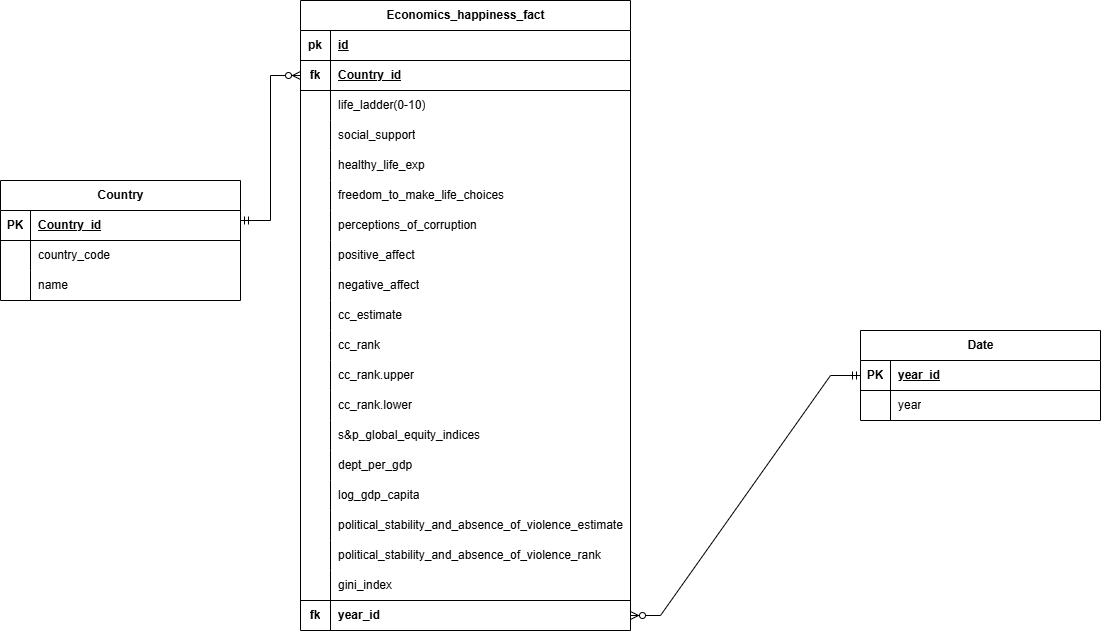 Economics_happiness_fact
pk id
fk Country_id
life_ladder(0-10)
social_support
healthy_life_exp
freedom_to_make_life_choices
perceptions_of_corruption
positive_affect
negative_affect
cc_estimate
cc_rank
cc_rank.upper
cc_rank.lower
s&p_global_equity_indices
dept_per_gdp
log_gdp_capita
political_stability_and_absence_of_violence_estimate
political_stability_and_absence_of_violence_rank
gini_index
fk year_id
Country
PK Country_id
country_code
name
Date
PK year_id
year